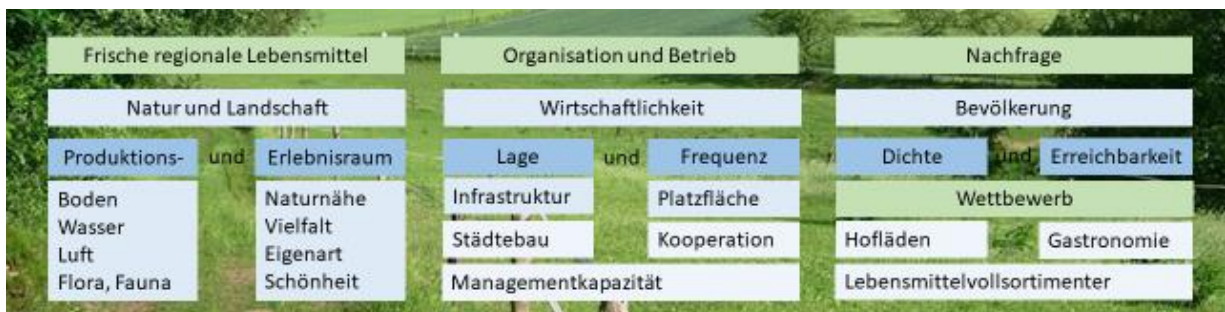 Frische regionale Lebensmittel
Natur und Landschaft
Produktions- und Erlebnisraum
Boden
Wasser
Luft
Flora, Fauna
Naturnähe
Vielfalt
Eigenart
Schönheit
Organisation und Betrieb
Wirtschaftlichkeit
Lage und Frequenz
Infrastruktur
Platzfläche
Städtebau
Kooperation
Managementkapazität
Nachfrage
Bevölkerung
Dichte und Erreichbarkeit
Wettbewerb
Hofläden
Gastronomie
Lebensmittelvollsortimenter